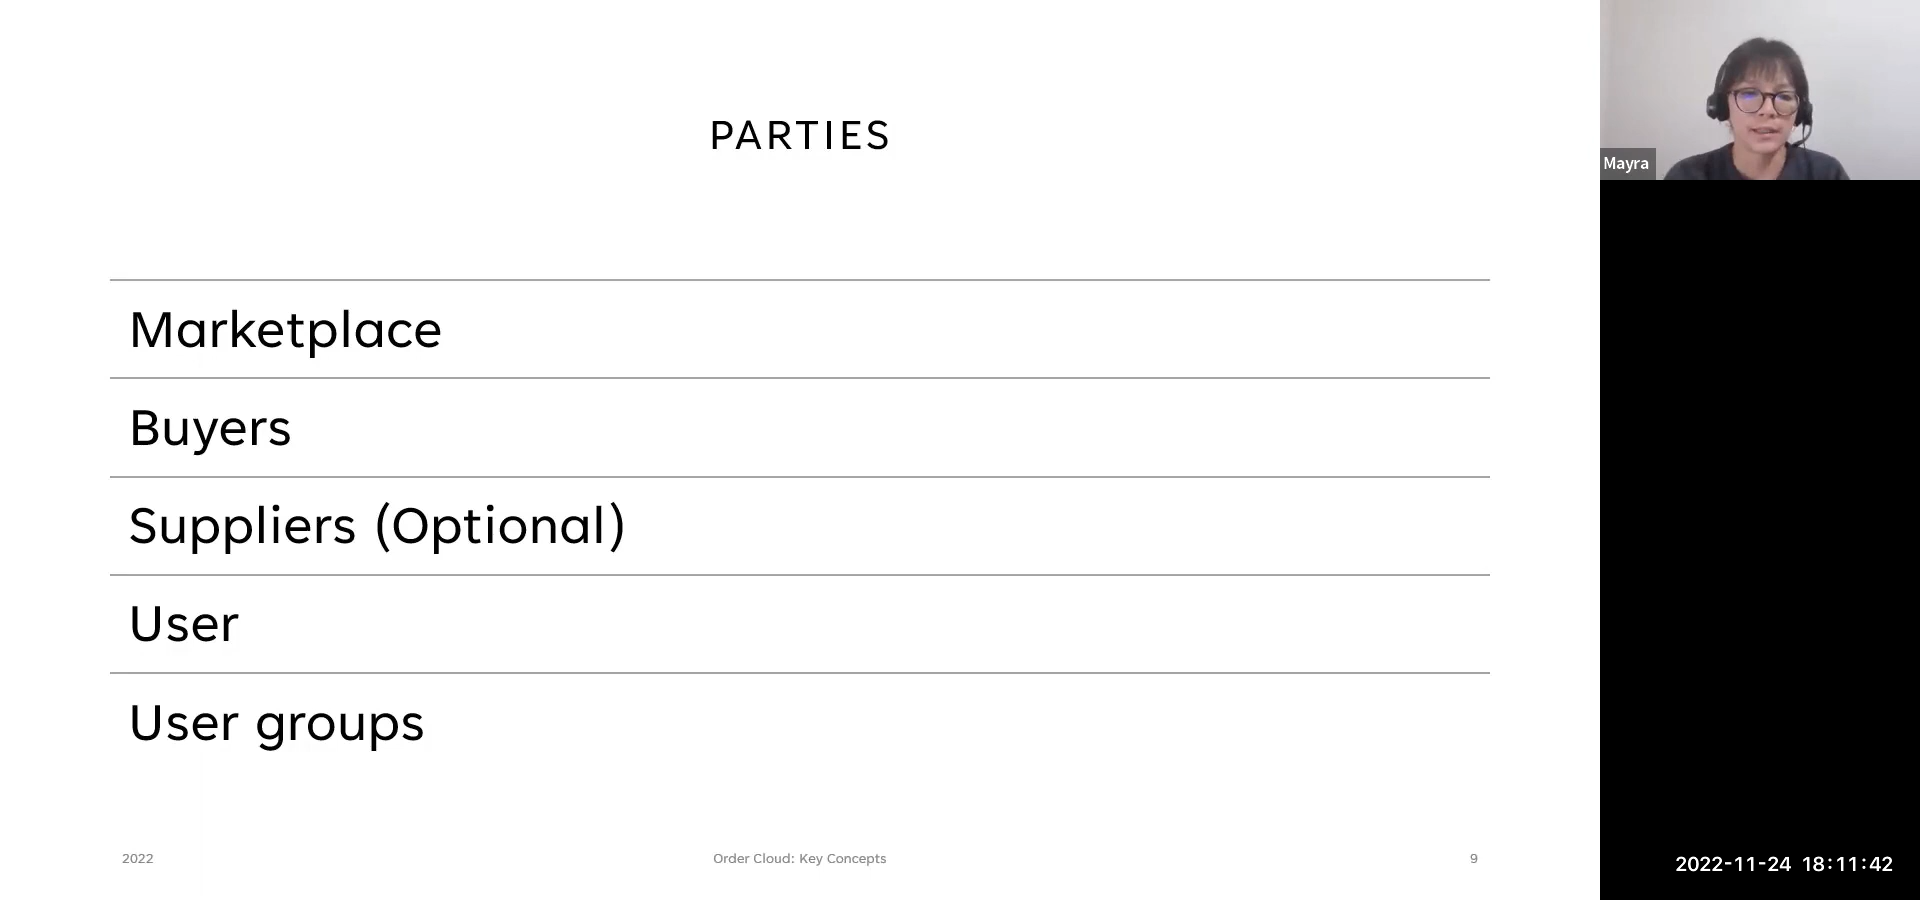 PARTIES
Mayra
Marketplace
Buyers
Suppliers (Optional)
User
User groups
2022
Order Cloud: Key Concepts
9
2022-11-24 18:11:42